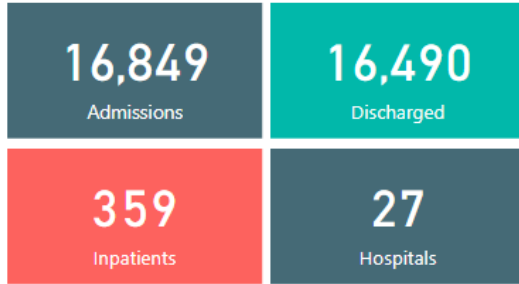 16,849
Admissions
16,490
Discharged
359
Inpatients
27
Hospitals